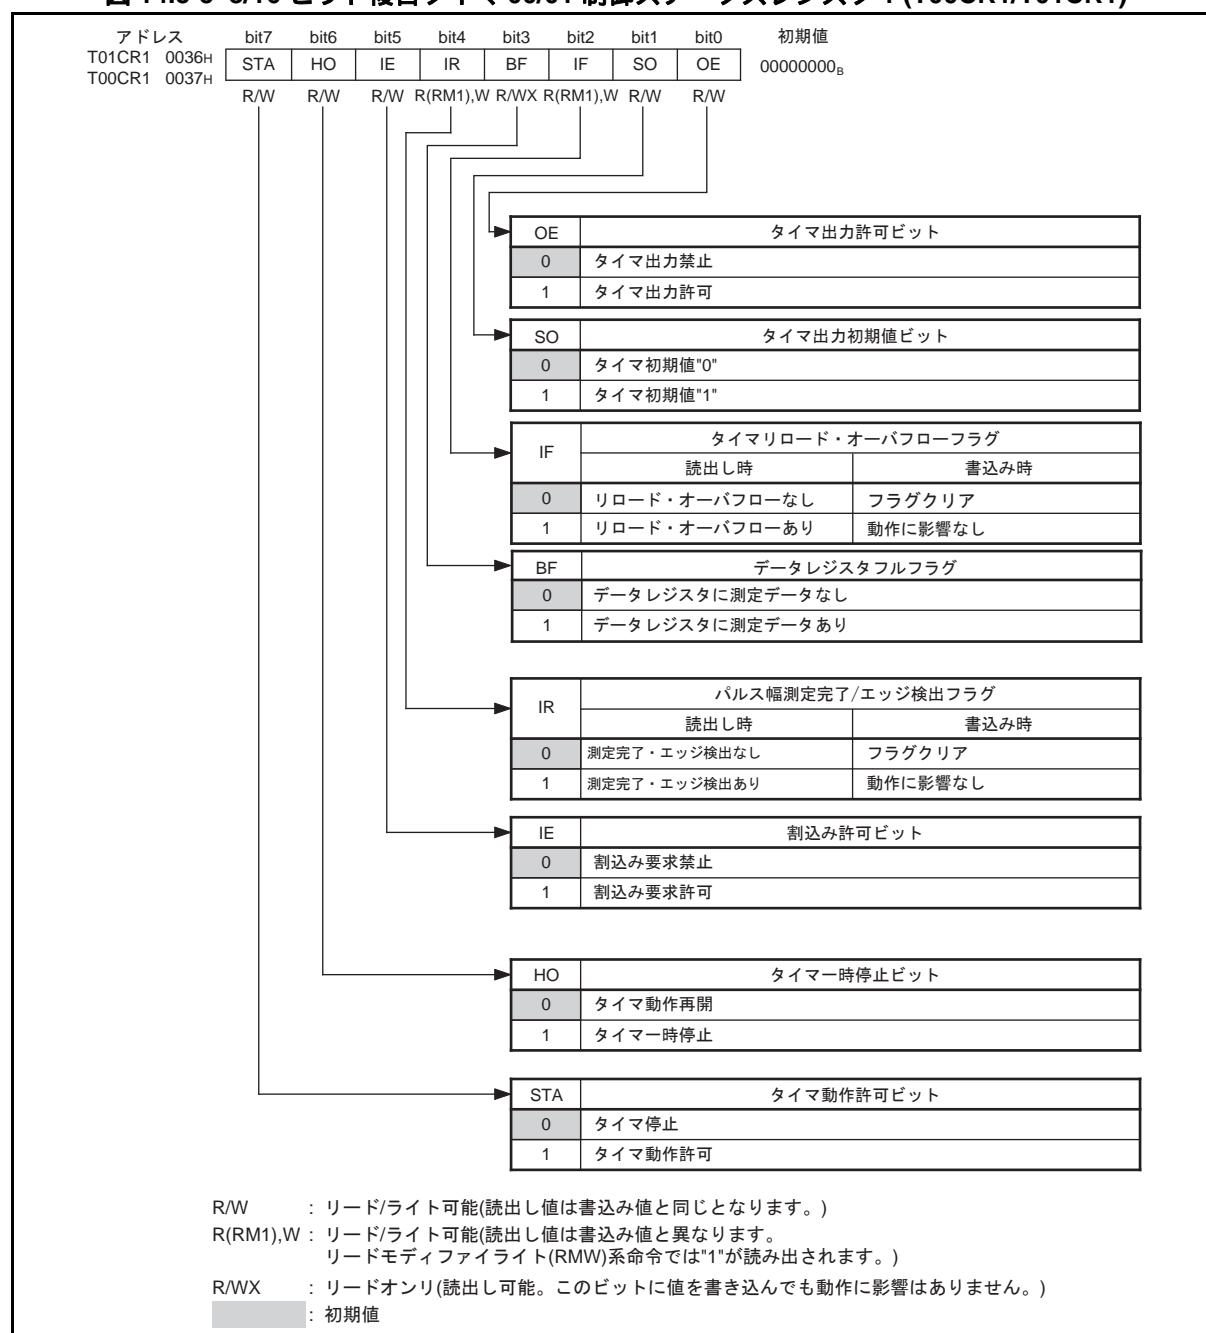 アドレス bit7 bit6 bit5 bit4 bit3 bit2 bit1 bit0 初期値
T01CR1 0036H STA HO IE IR BF IF SO OE 00000000B
T00CR1 0037H
R/W R/W R/W R(RM1),W R/WX R(RM1),W R/W R/W
OE タイマ出力許可ビット
0 タイマ出力禁止
1 タイマ出力許可
SO タイマ出力初期値ビット
0 タイマ初期値"0"
1 タイマ初期値"1"
IF タイマリロード・オーバフローフラグ
読出し時 書込み時
0 リロード・オーバフローなし フラグクリア
1 リロード・オーバフローあり 動作に影響なし
BF データレジスタフルフラグ
0 データレジスタに測定データなし
1 データレジスタに測定データあり
IR パルス幅測定完了/エッジ検出フラグ
読出し時 書込み時
0 測定完了・エッジ検出なし フラグクリア
1 測定完了・エッジ検出あり 動作に影響なし
IE 割込み許可ビット
0 割込み要求禁止
1 割込み要求許可
HO タイマ一時停止ビット
0 タイマ動作再開
1 タイマ一時停止
STA タイマ動作許可ビット
0 タイマ停止
1 タイマ動作許可
R/W : リード/ライト可能(読出し値は書込み値と同じとなります。)
R(RM1),W : リード/ライト可能(読出し値は書込み値と異なります。
リードモディファイライト(RMW)系命令では"1"が読み出されます。)
R/WX : リードオンリ(読出し可能。このビットに値を書き込んでも動作に影響はありません。)
: 初期値